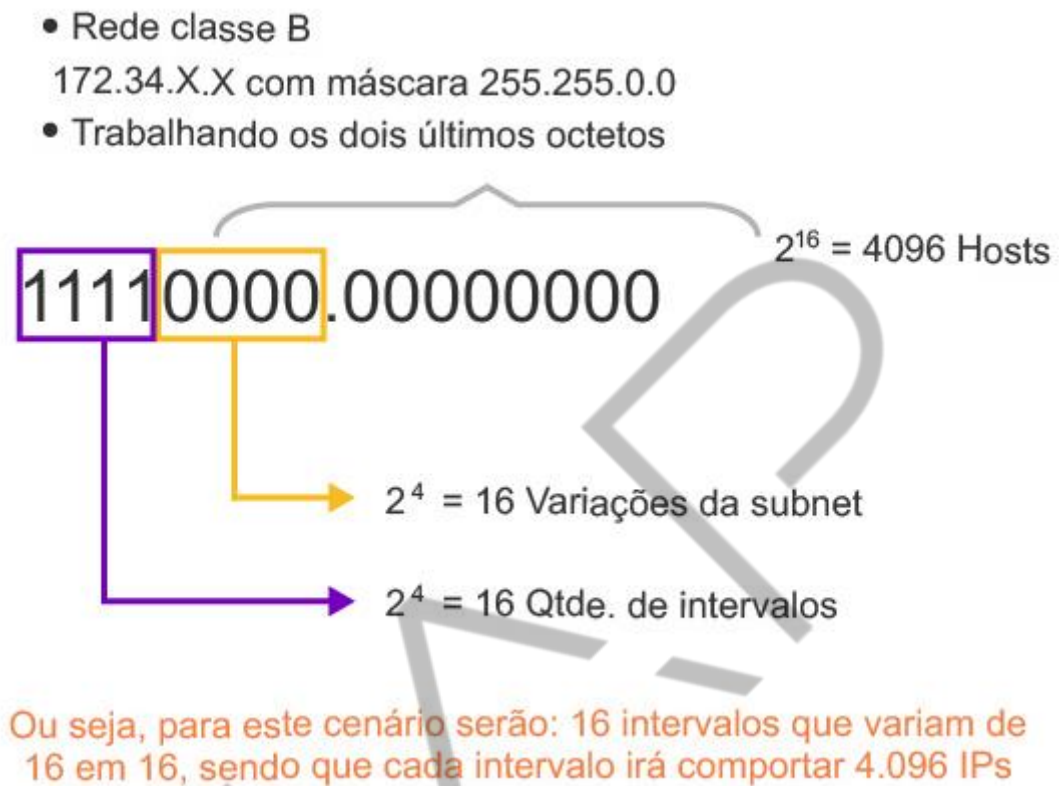 • Rede classe B
172.34.X.X com máscara 255.255.0.0
• Trabalhando os dois últimos octetos
2¹⁶ = 4096 Hosts
11110000.00000000
2⁴ = 16 Variações da subnet
2⁴ = 16 Qtde. de intervalos
Ou seja, para este cenário serão: 16 intervalos que variam de
16 em 16, sendo que cada intervalo irá comportar 4.096 IPs